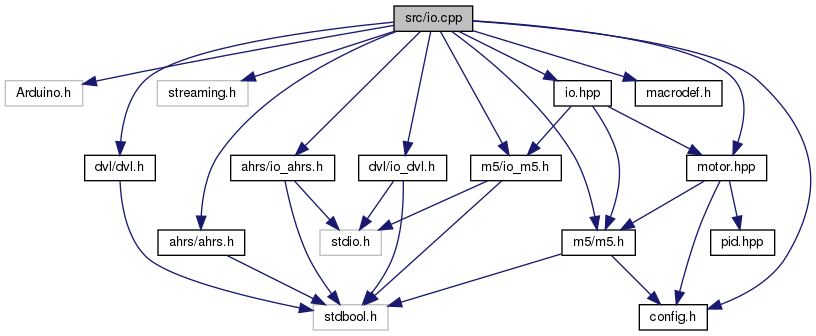 src/io.cpp
Arduino.h
streaming.h
io.hpp
macrodef.h
dvl/dvl.h
ahrs/io_ahrs.h
dvl/io_dvl.h
m5/io_m5.h
motor.hpp
ahrs/ahrs.h
stdio.h
m5/m5.h
pid.hpp
stdbool.h
config.h